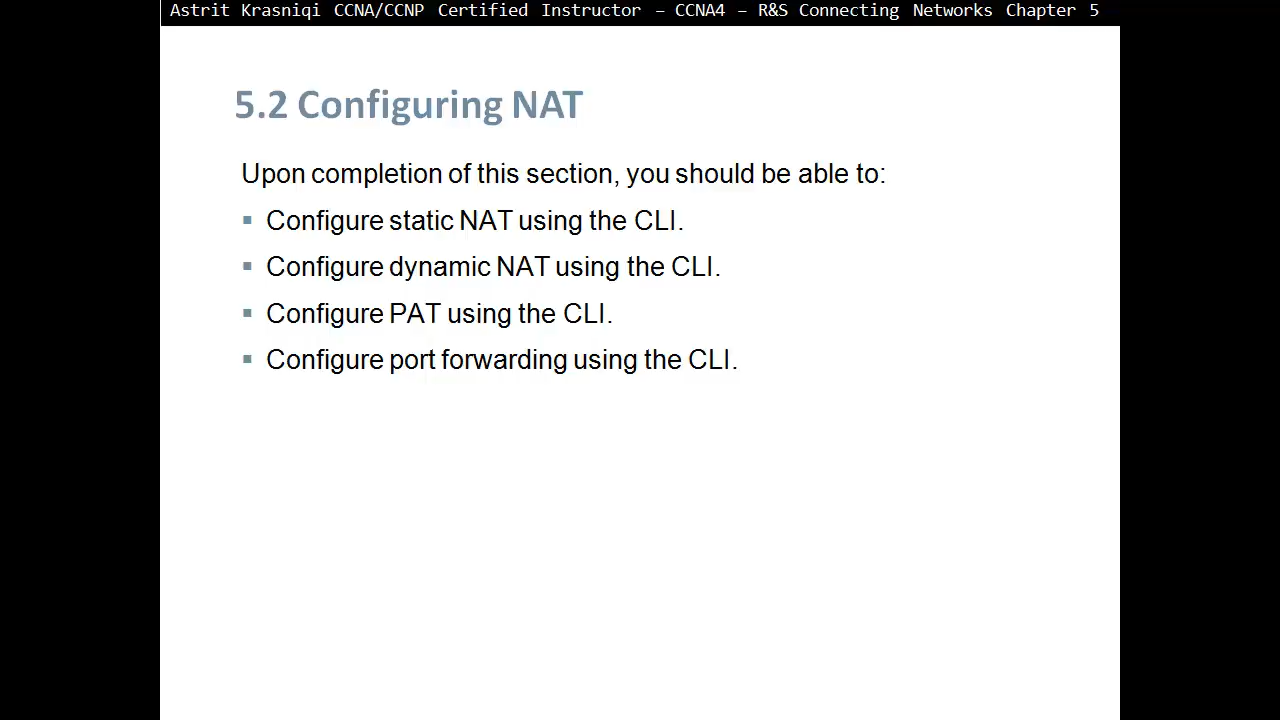 Astrit Krasniqi CCNA/CCNP Certified Instructor – CCNA4 – R&S Connecting Networks Chapter 5
5.2 Configuring NAT
Upon completion of this section, you should be able to:
▪ Configure static NAT using the CLI.
▪ Configure dynamic NAT using the CLI.
▪ Configure PAT using the CLI.
▪ Configure port forwarding using the CLI.